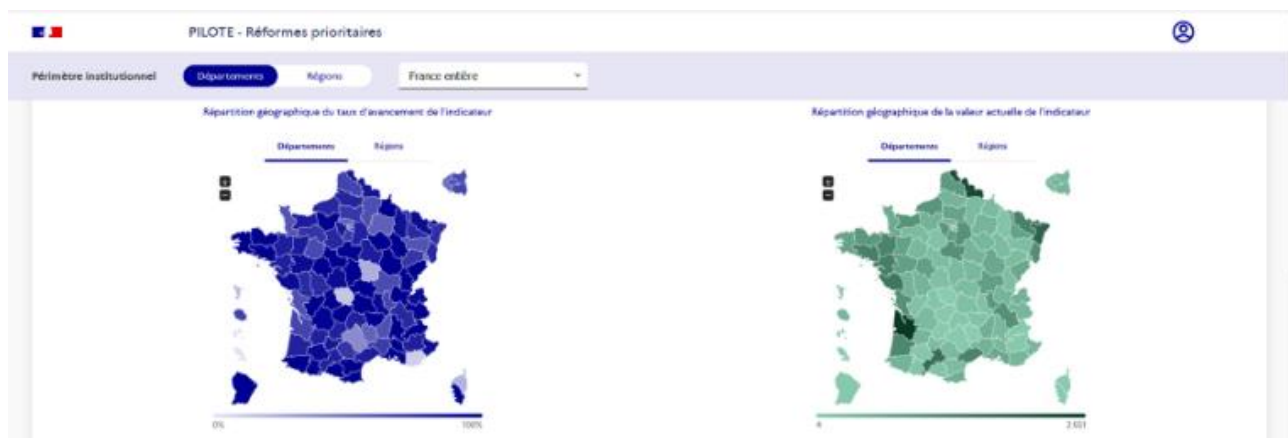 PILOTE - Réformes prioritaires
Périmètre institutionnel
Départements
Régions
France entière
Répartition géographique du taux d'avancement de l'indicateur
Départements
Régions
+
-
0%
100%
Répartition géographique de la valeur actuelle de l'indicateur
Départements
Régions
+
-